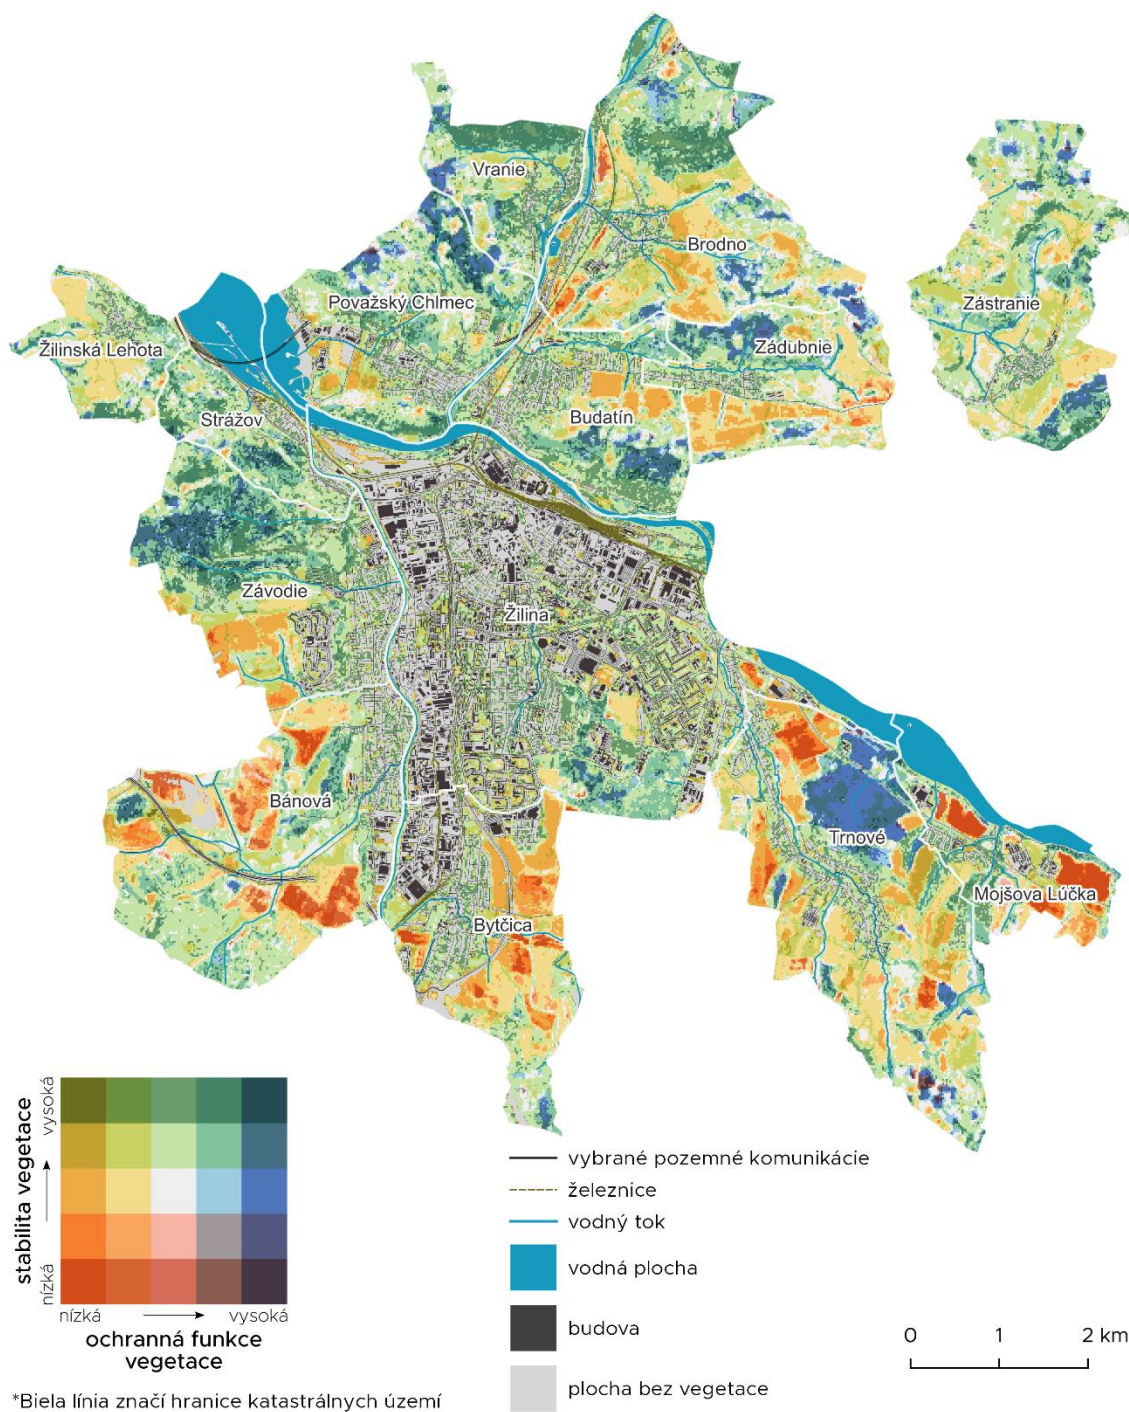 Vranie
Brodno
Považský Chlmec
Zástranie
Žilinská Lehota
Zádubnie
Strážov
Budatín
Závodie
Žilina
Bánová
Trnové
Mojšova Lúčka
Bytčica
stabilita vegetace
vysoká
nízká
nízká
vysoká
ochranná funkce
vegetace
vybrané pozemné komunikácie
železnice
vodný tok
vodná plocha
budova
plocha bez vegetace
0 1 2 km
*Biela línia značí hranice katastrálnych území